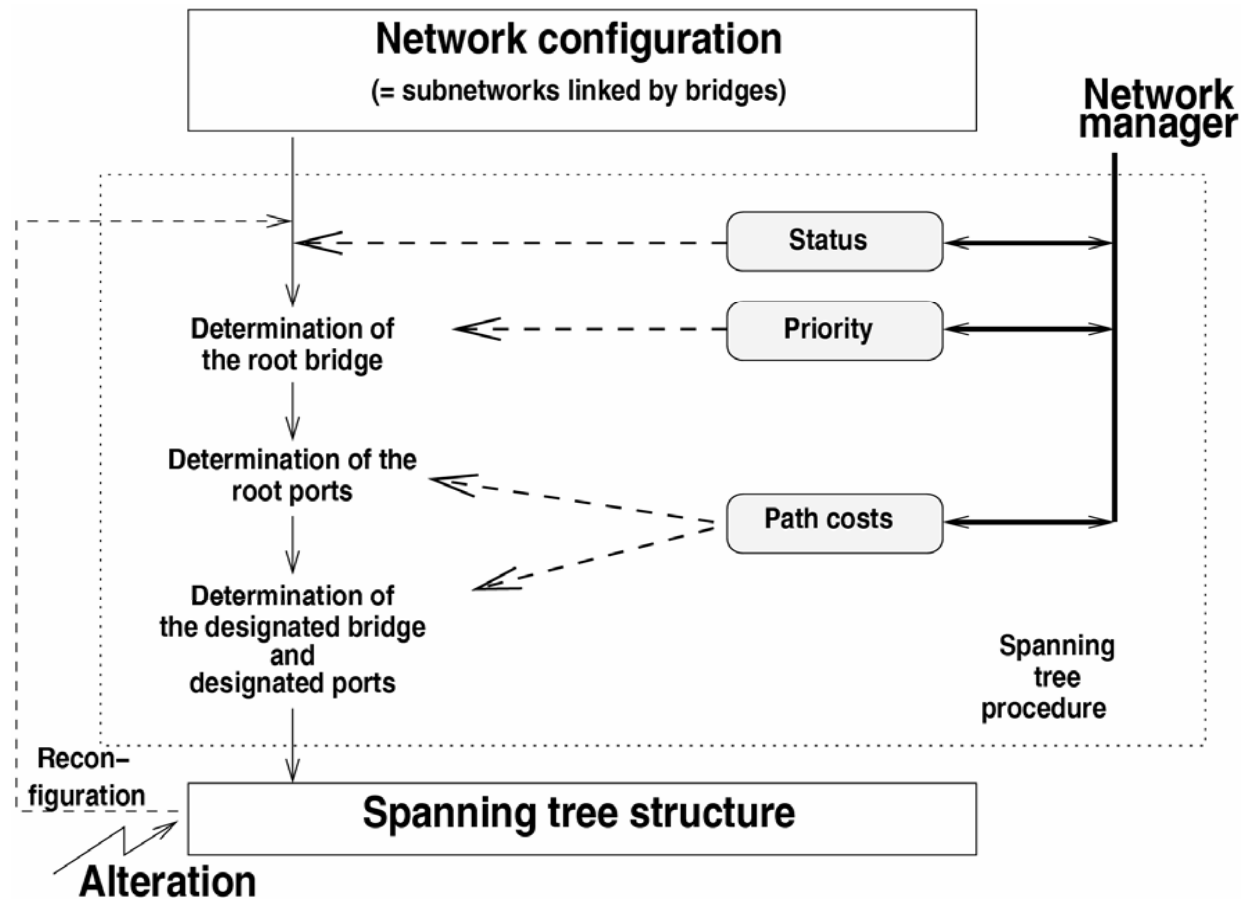 Network configuration
(= subnetworks linked by bridges)
Network
manager
Status
Determination of
the root bridge
Priority
Determination of the
root ports
Path costs
Determination of
the designated bridge
and
designated ports
Spanning
tree
procedure
Recon–
figuration
Spanning tree structure
Alteration